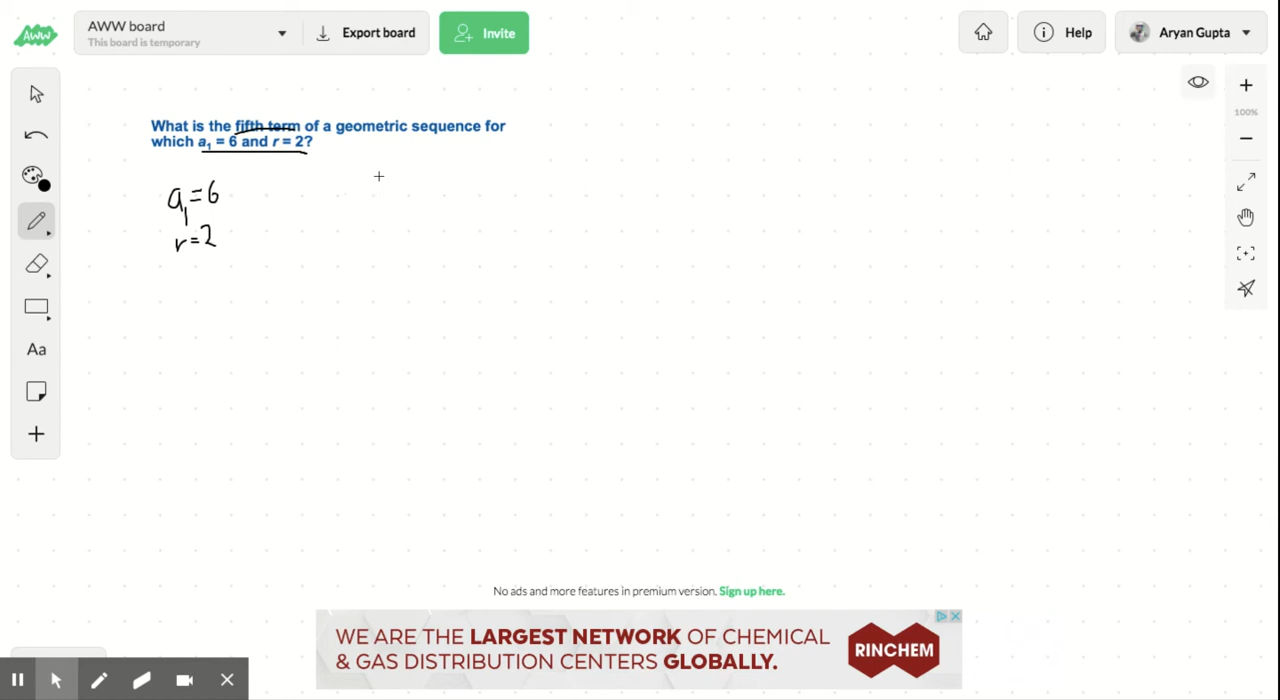 AWW board
This board is temporary
Export board
Invite
Help
Aryan Gupta
AWW
100%
What is the fifth term of a geometric sequence for
which a₁ = 6 and r = 2?
a₁ = 6
r = 2
Aa
No ads and more features in premium version. Sign up here.
WE ARE THE LARGEST NETWORK OF CHEMICAL
& GAS DISTRIBUTION CENTERS GLOBALLY.
RINCHEM